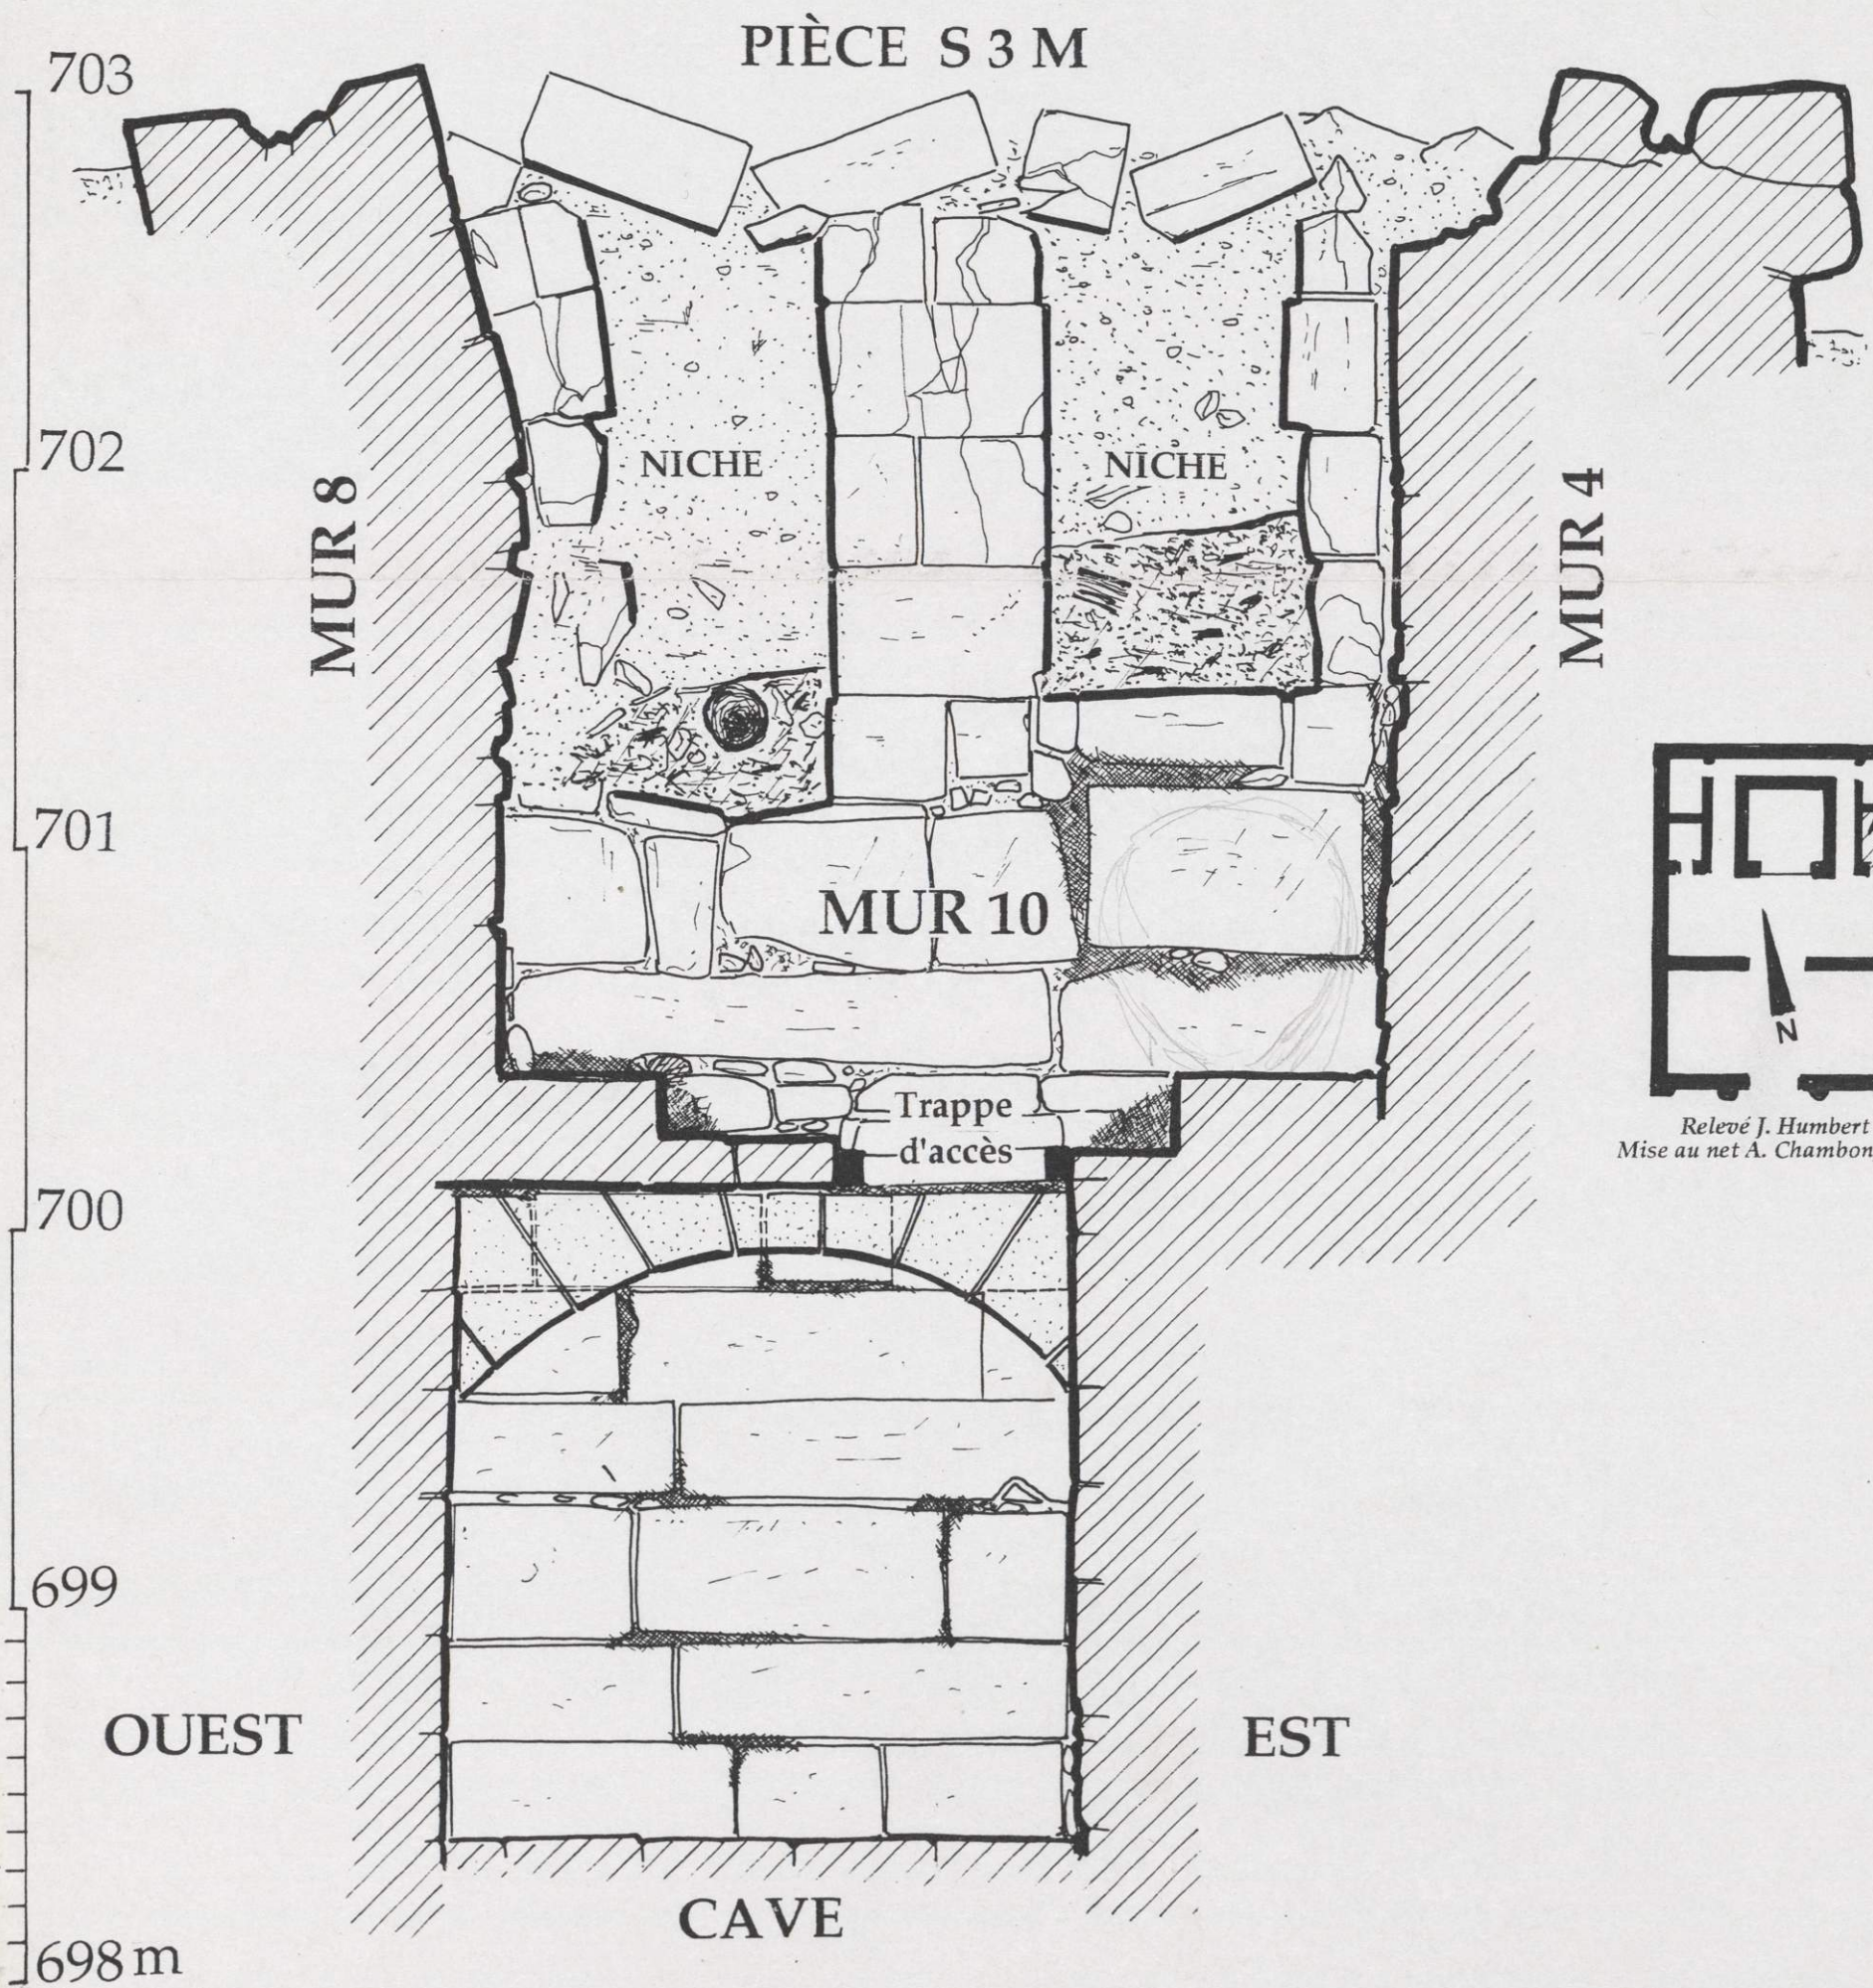 PIÈCE S 3 M
703
702
NICHE
NICHE
MUR 8
MUR 4
701
MUR 10
N
Trappe
d'accès
Relevé J. Humbert
Mise au net A. Chambon
700
699
OUEST
EST
CAVE
698 m